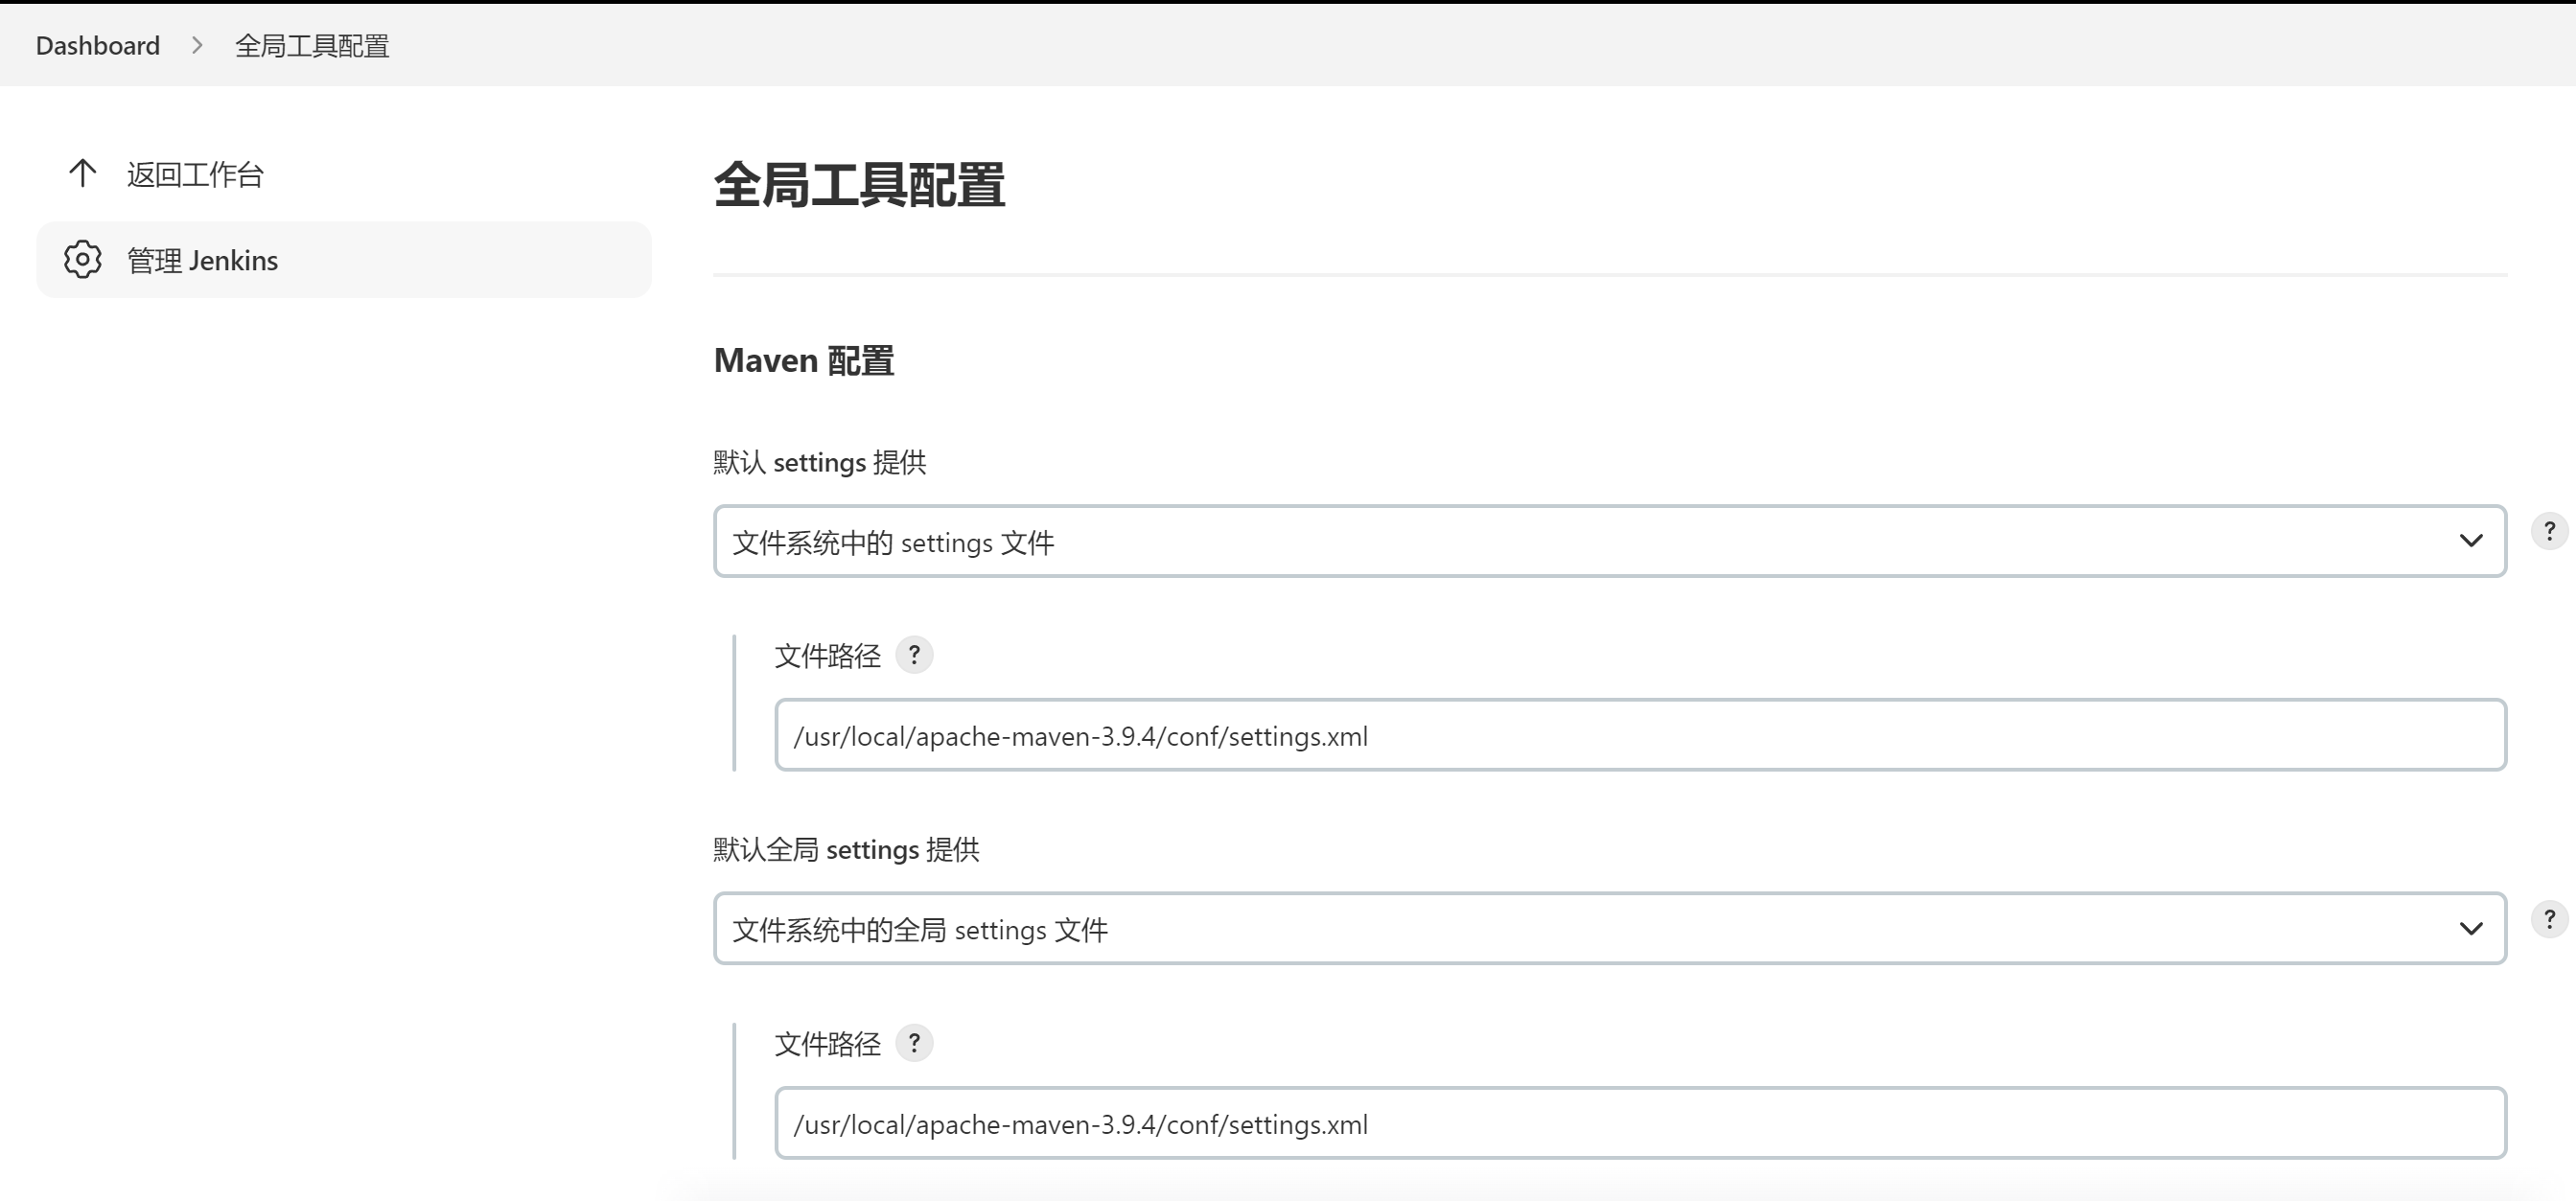 Dashboard > 全局工具配置
返回工作台
管理 Jenkins
全局工具配置
Maven 配置
默认 settings 提供
文件系统中的 settings 文件
?
文件路径 ?
/usr/local/apache-maven-3.9.4/conf/settings.xml
默认全局 settings 提供
文件系统中的全局 settings 文件
?
文件路径 ?
/usr/local/apache-maven-3.9.4/conf/settings.xml